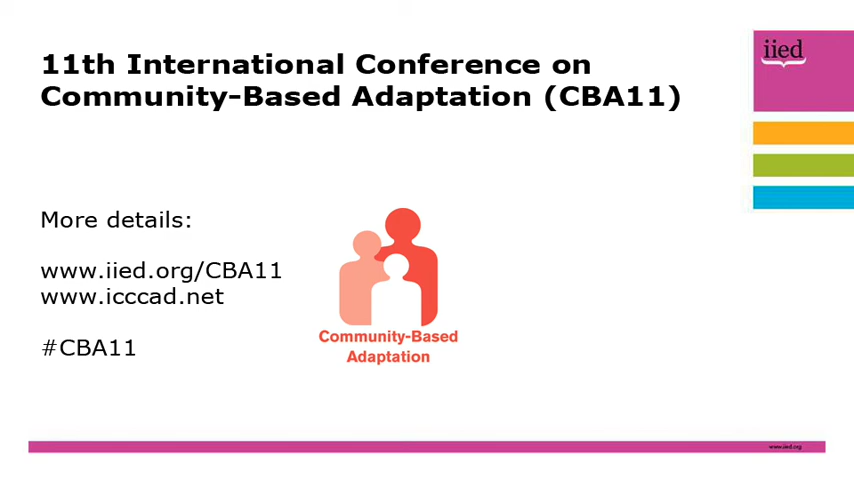 11th International Conference on
Community-Based Adaptation (CBA11)
iied
More details:
www.iied.org/CBA11
www.icccad.net
#CBA11
Community-Based
Adaptation
www.iied.org